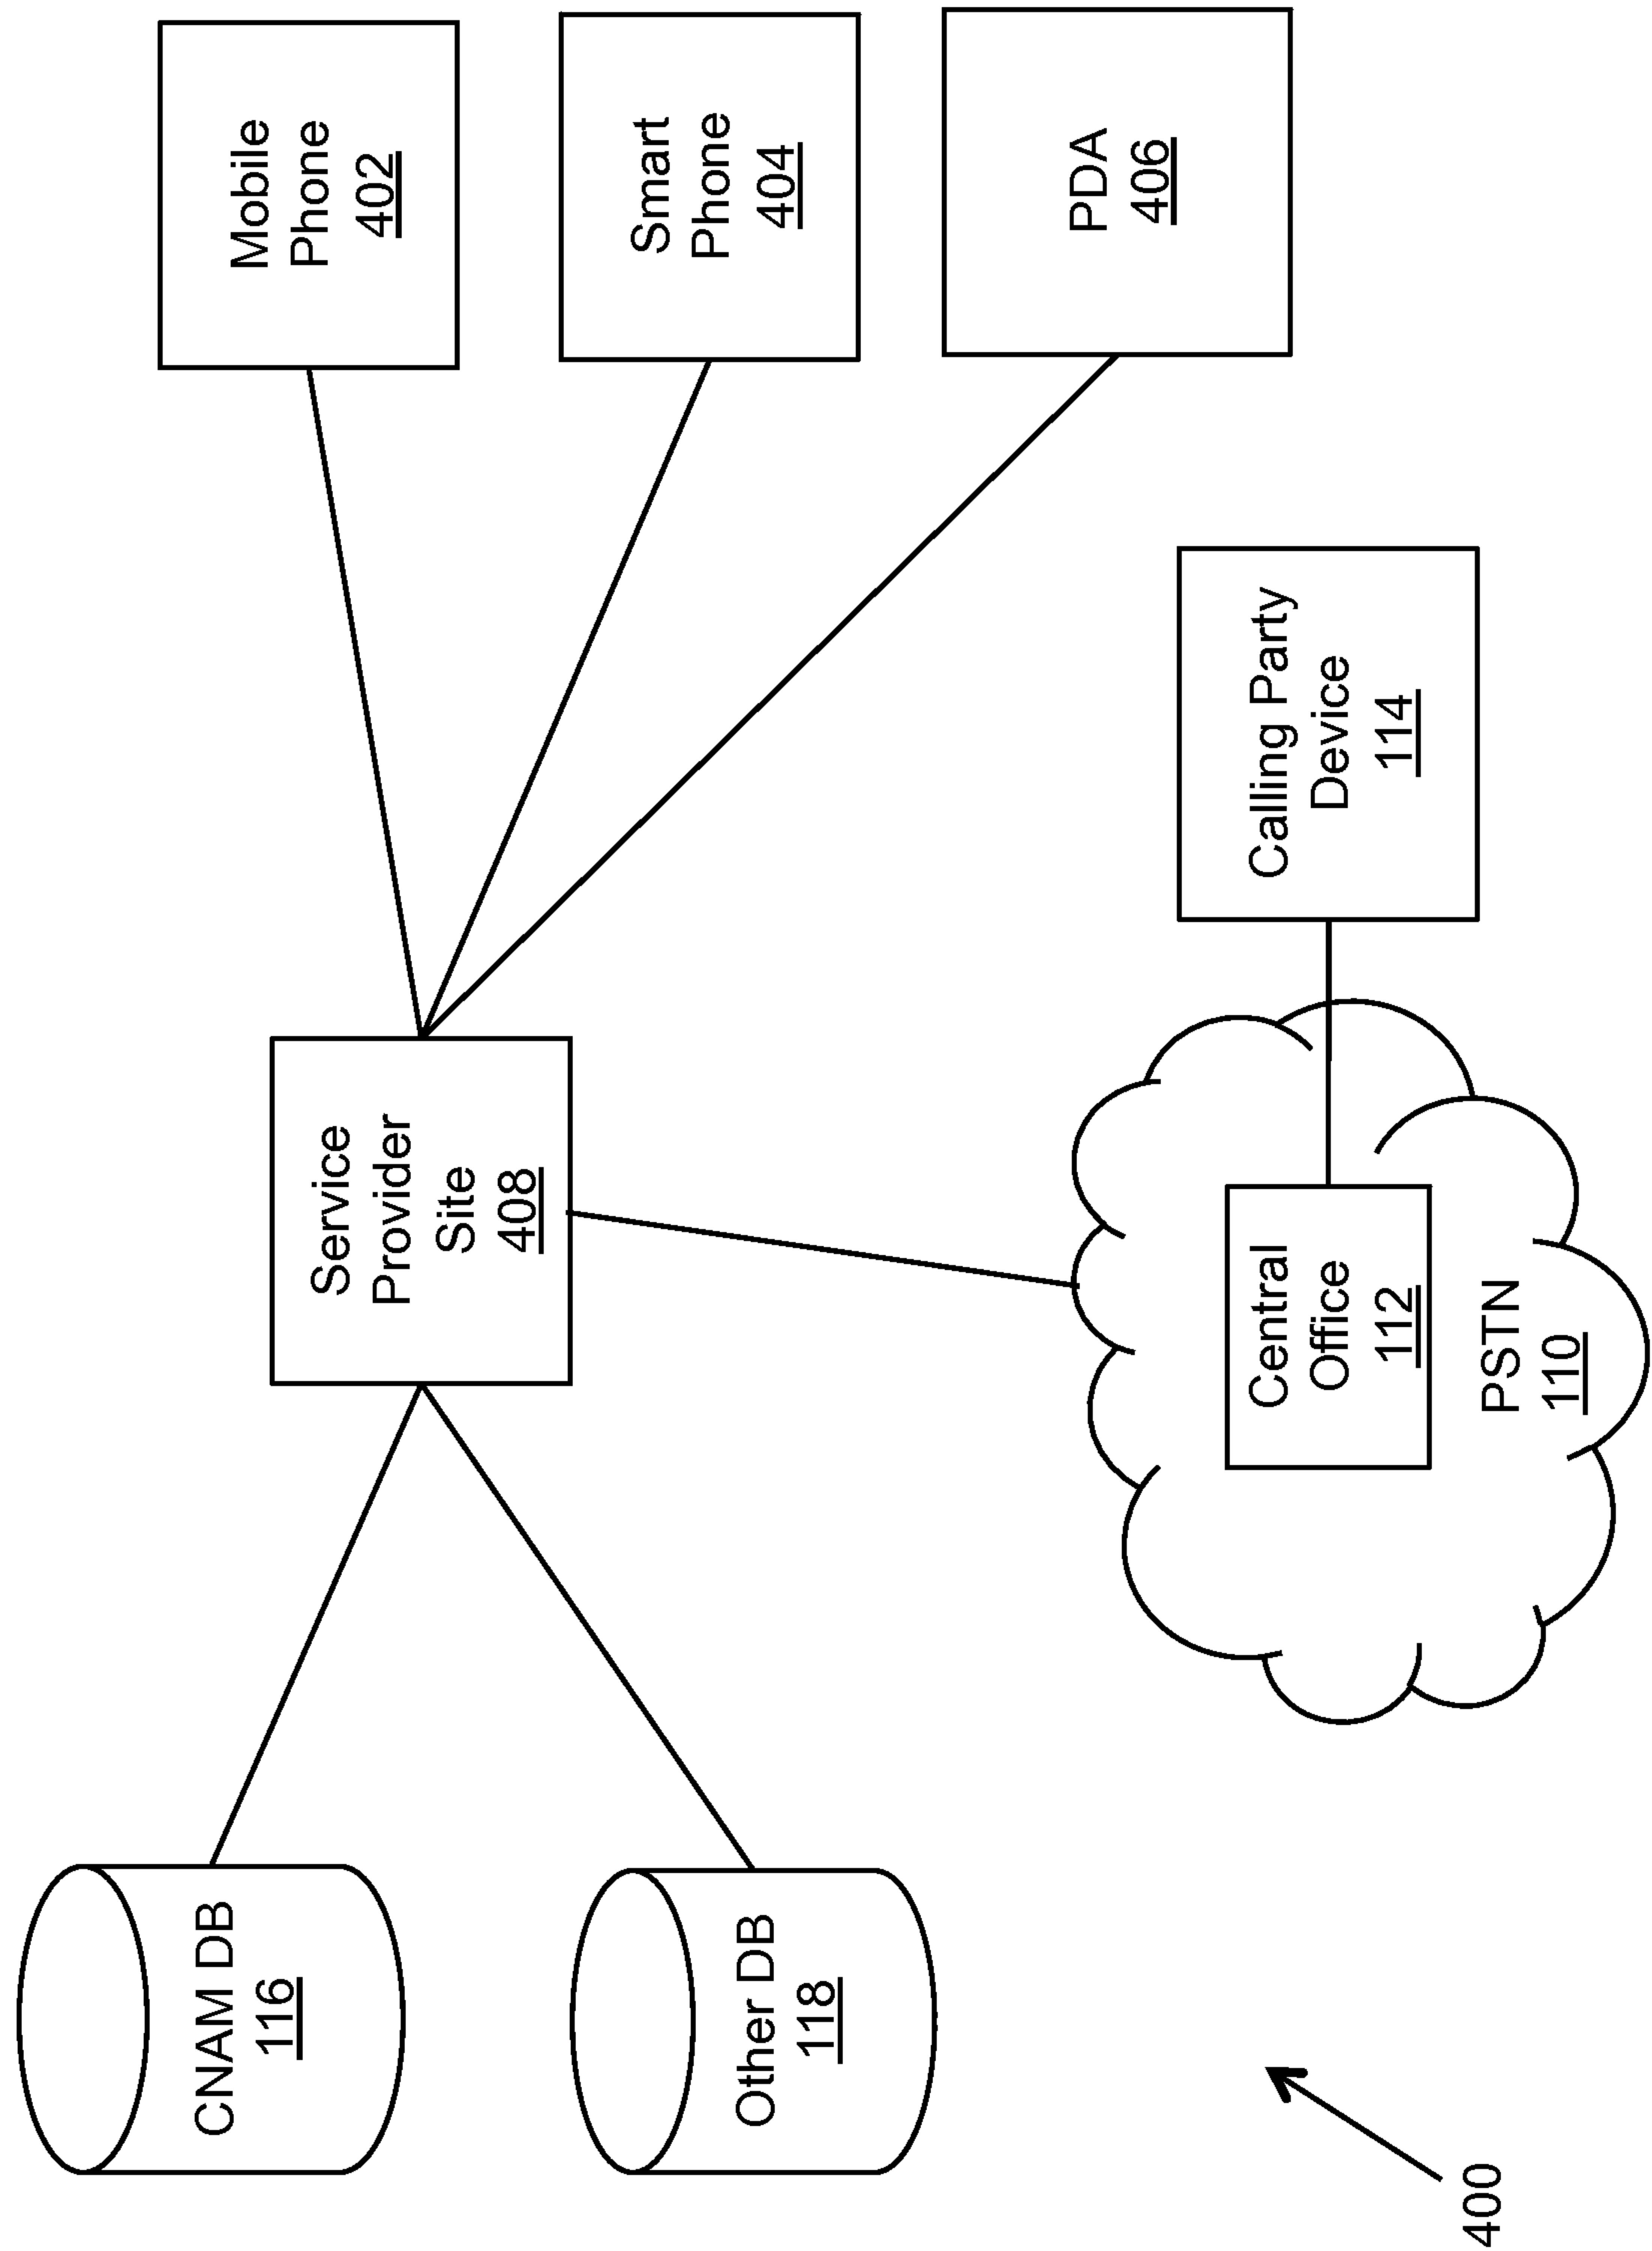 CNAM DB
116
Other DB
118
Service
Provider
Site
408
Mobile
Phone
402
Smart
Phone
404
PDA
406
Calling Party
Device
114
Central
Office
112
PSTN
110
400